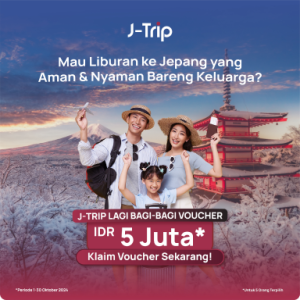 J-Trip
Mau Liburan ke Jepang yang
Aman & Nyaman Bareng Keluarga?
J-TRIP LAGI BAGI-BAGI VOUCHER
IDR 5 Juta*
Klaim Voucher Sekarang!
*Periode 1-30 Oktober 2024
*Untuk 5 Orang Terpilih